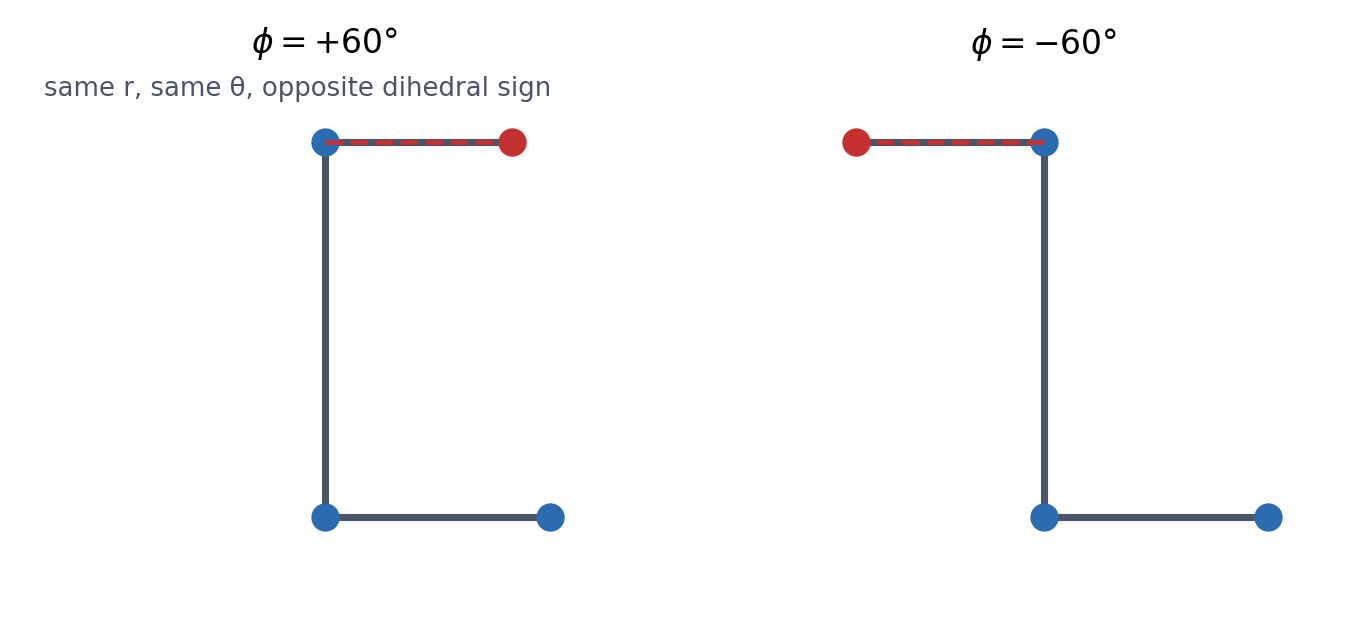 ϕ = +60°
same r, same θ, opposite dihedral sign
ϕ = −60°